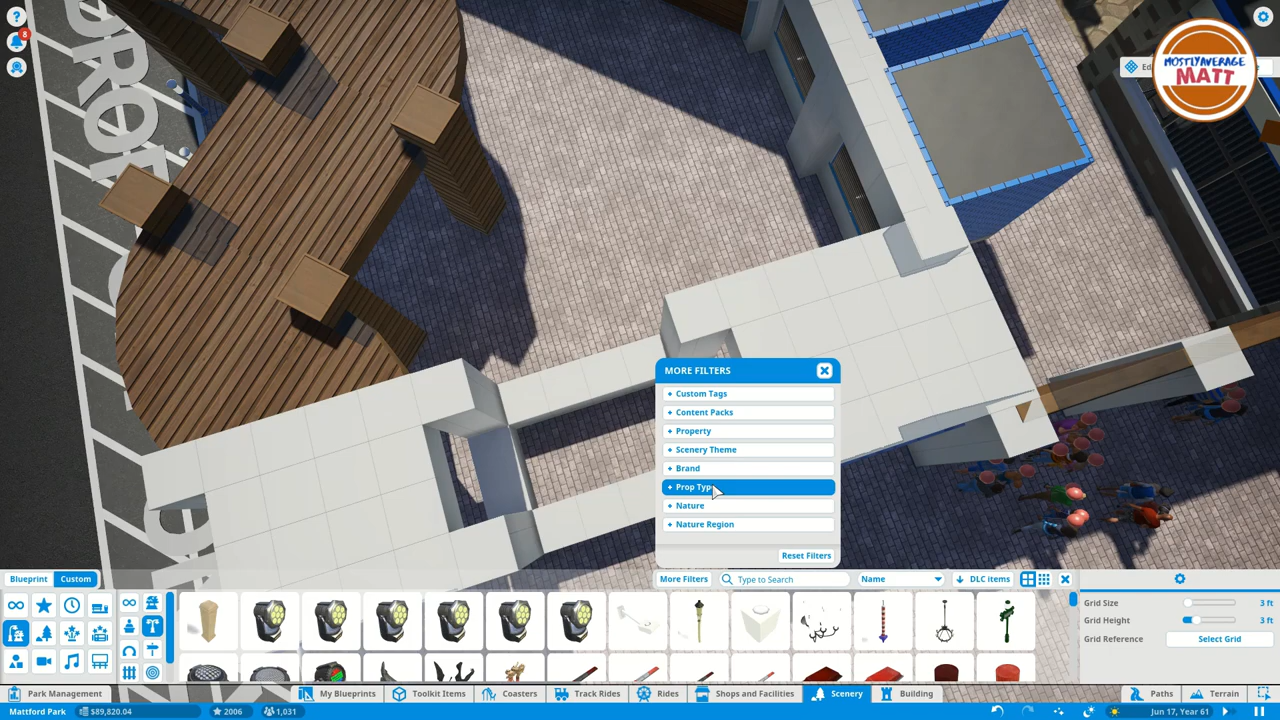 ?
8
MOSTLYAVERAGE
MATT
MORE FILTERS
+ Custom Tags
+ Content Packs
+ Property
+ Scenery Theme
+ Brand
+ Prop Type
+ Nature
+ Nature Region
Reset Filters
Blueprint Custom More Filters Type to Search Name DLC items
Grid Size 3 ft
Grid Height 3 ft
Grid Reference Select Grid
Park Management My Blueprints Toolkit Items Coasters Track Rides Rides Shops and Facilities Scenery Building Paths Terrain
Mattford Park $89,820.04 2006 1,031 Jun 17, Year 61